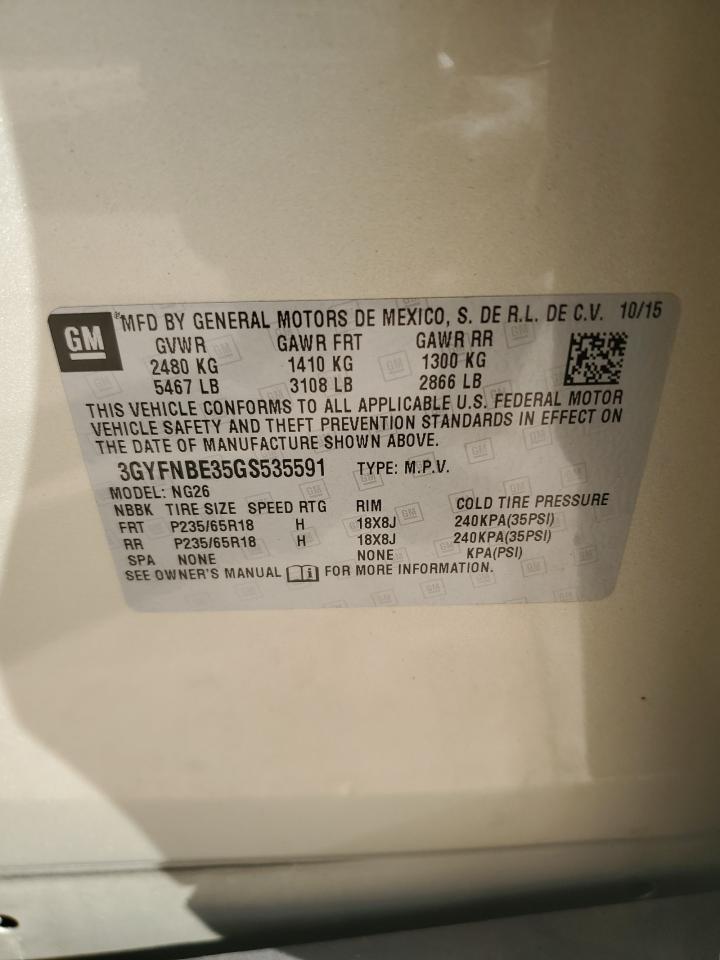 GM
®MFD BY GENERAL MOTORS DE MEXICO, S. DE R.L. DE C.V. 10/15
GVWR GAWR FRT GAWR RR
2480 KG 1410 KG 1300 KG
5467 LB 3108 LB 2866 LB
THIS VEHICLE CONFORMS TO ALL APPLICABLE U.S. FEDERAL MOTOR
VEHICLE SAFETY AND THEFT PREVENTION STANDARDS IN EFFECT ON
THE DATE OF MANUFACTURE SHOWN ABOVE.
3GYFNBE35GS535591 TYPE: M.P.V.
MODEL: NG26
NBBK TIRE SIZE SPEED RTG RIM COLD TIRE PRESSURE
FRT P235/65R18 H 18X8J 240KPA(35PSI)
RR P235/65R18 H 18X8J 240KPA(35PSI)
SPA NONE NONE KPA(PSI)
SEE OWNER'S MANUAL FOR MORE INFORMATION.